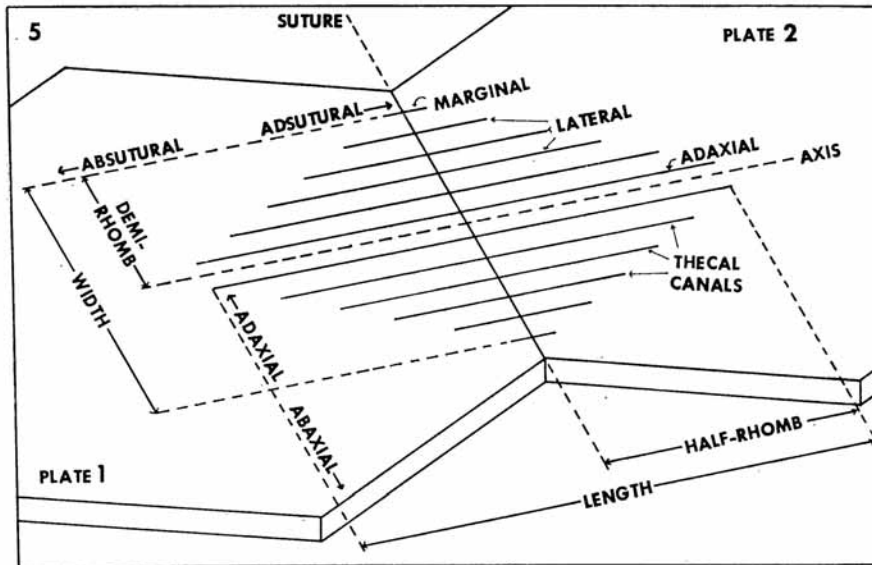 5
SUTURE
PLATE 2
MARGINAL
ADSUTURAL
LATERAL
ABSUTURAL
ADAXIAL
AXIS
DEMI-
RHOMB
THECAL
CANALS
WIDTH
ADAXIAL
ABAXIAL
HALF-RHOMB
PLATE 1
LENGTH